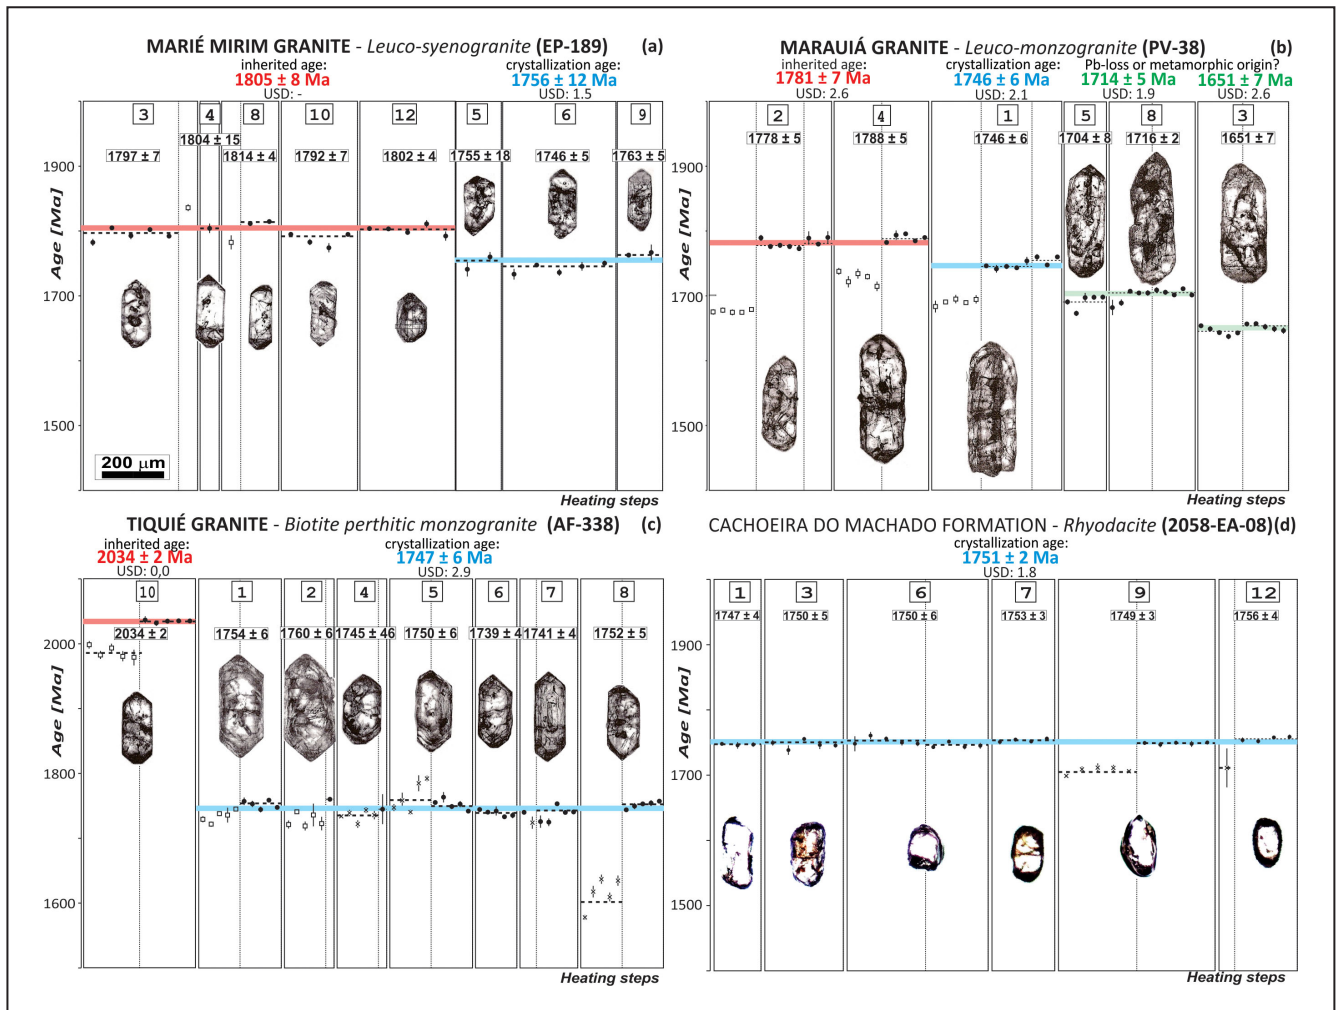 MARIÉ MIRIM GRANITE - Leuco-syenogranite (EP-189) (a)
inherited age: crystallization age:
1805 ± 8 Ma 1756 ± 12 Ma
USD: - USD: 1.5
3 4 8 10 12 5 6 9
1804 ± 15
1797 ± 7 1814 ± 4 1792 ± 7 1802 ± 4 1755 ± 18 1746 ± 5 1763 ± 5
1900
Age [Ma]
1700
1500
200 µm
Heating steps
MARAUIÁ GRANITE - Leuco-monzogranite (PV-38) (b)
inherited age: crystallization age: Pb-loss or metamorphic origin?
1781 ± 7 Ma 1746 ± 6 Ma 1714 ± 5 Ma 1651 ± 7 Ma
USD: 2.6 USD: 2.1 USD: 1.9 USD: 2.6
2 4 1 5 8 3
1778 ± 5 1788 ± 5 1746 ± 6 1704 ± 8 1716 ± 2 1651 ± 7
1900
Age [Ma]
1700
1500
Heating steps
TIQUIÉ GRANITE - Biotite perthitic monzogranite (AF-338) (c)
inherited age: crystallization age:
2034 ± 2 Ma 1747 ± 6 Ma
USD: 0,0 USD: 2.9
10 1 2 4 5 6 7 8
2034 ± 2 1754 ± 6 1760 ± 6 1745 ± 46 1750 ± 6 1739 ± 4 1741 ± 4 1752 ± 5
2000
Age [Ma]
1800
1600
Heating steps
CACHOEIRA DO MACHADO FORMATION - Rhyodacite (2058-EA-08) (d)
crystallization age:
1751 ± 2 Ma
USD: 1.8
1 3 6 7 9 12
1747 ± 4 1750 ± 5 1750 ± 6 1753 ± 3 1749 ± 3 1756 ± 4
1900
Age [Ma]
1700
1500
Heating steps